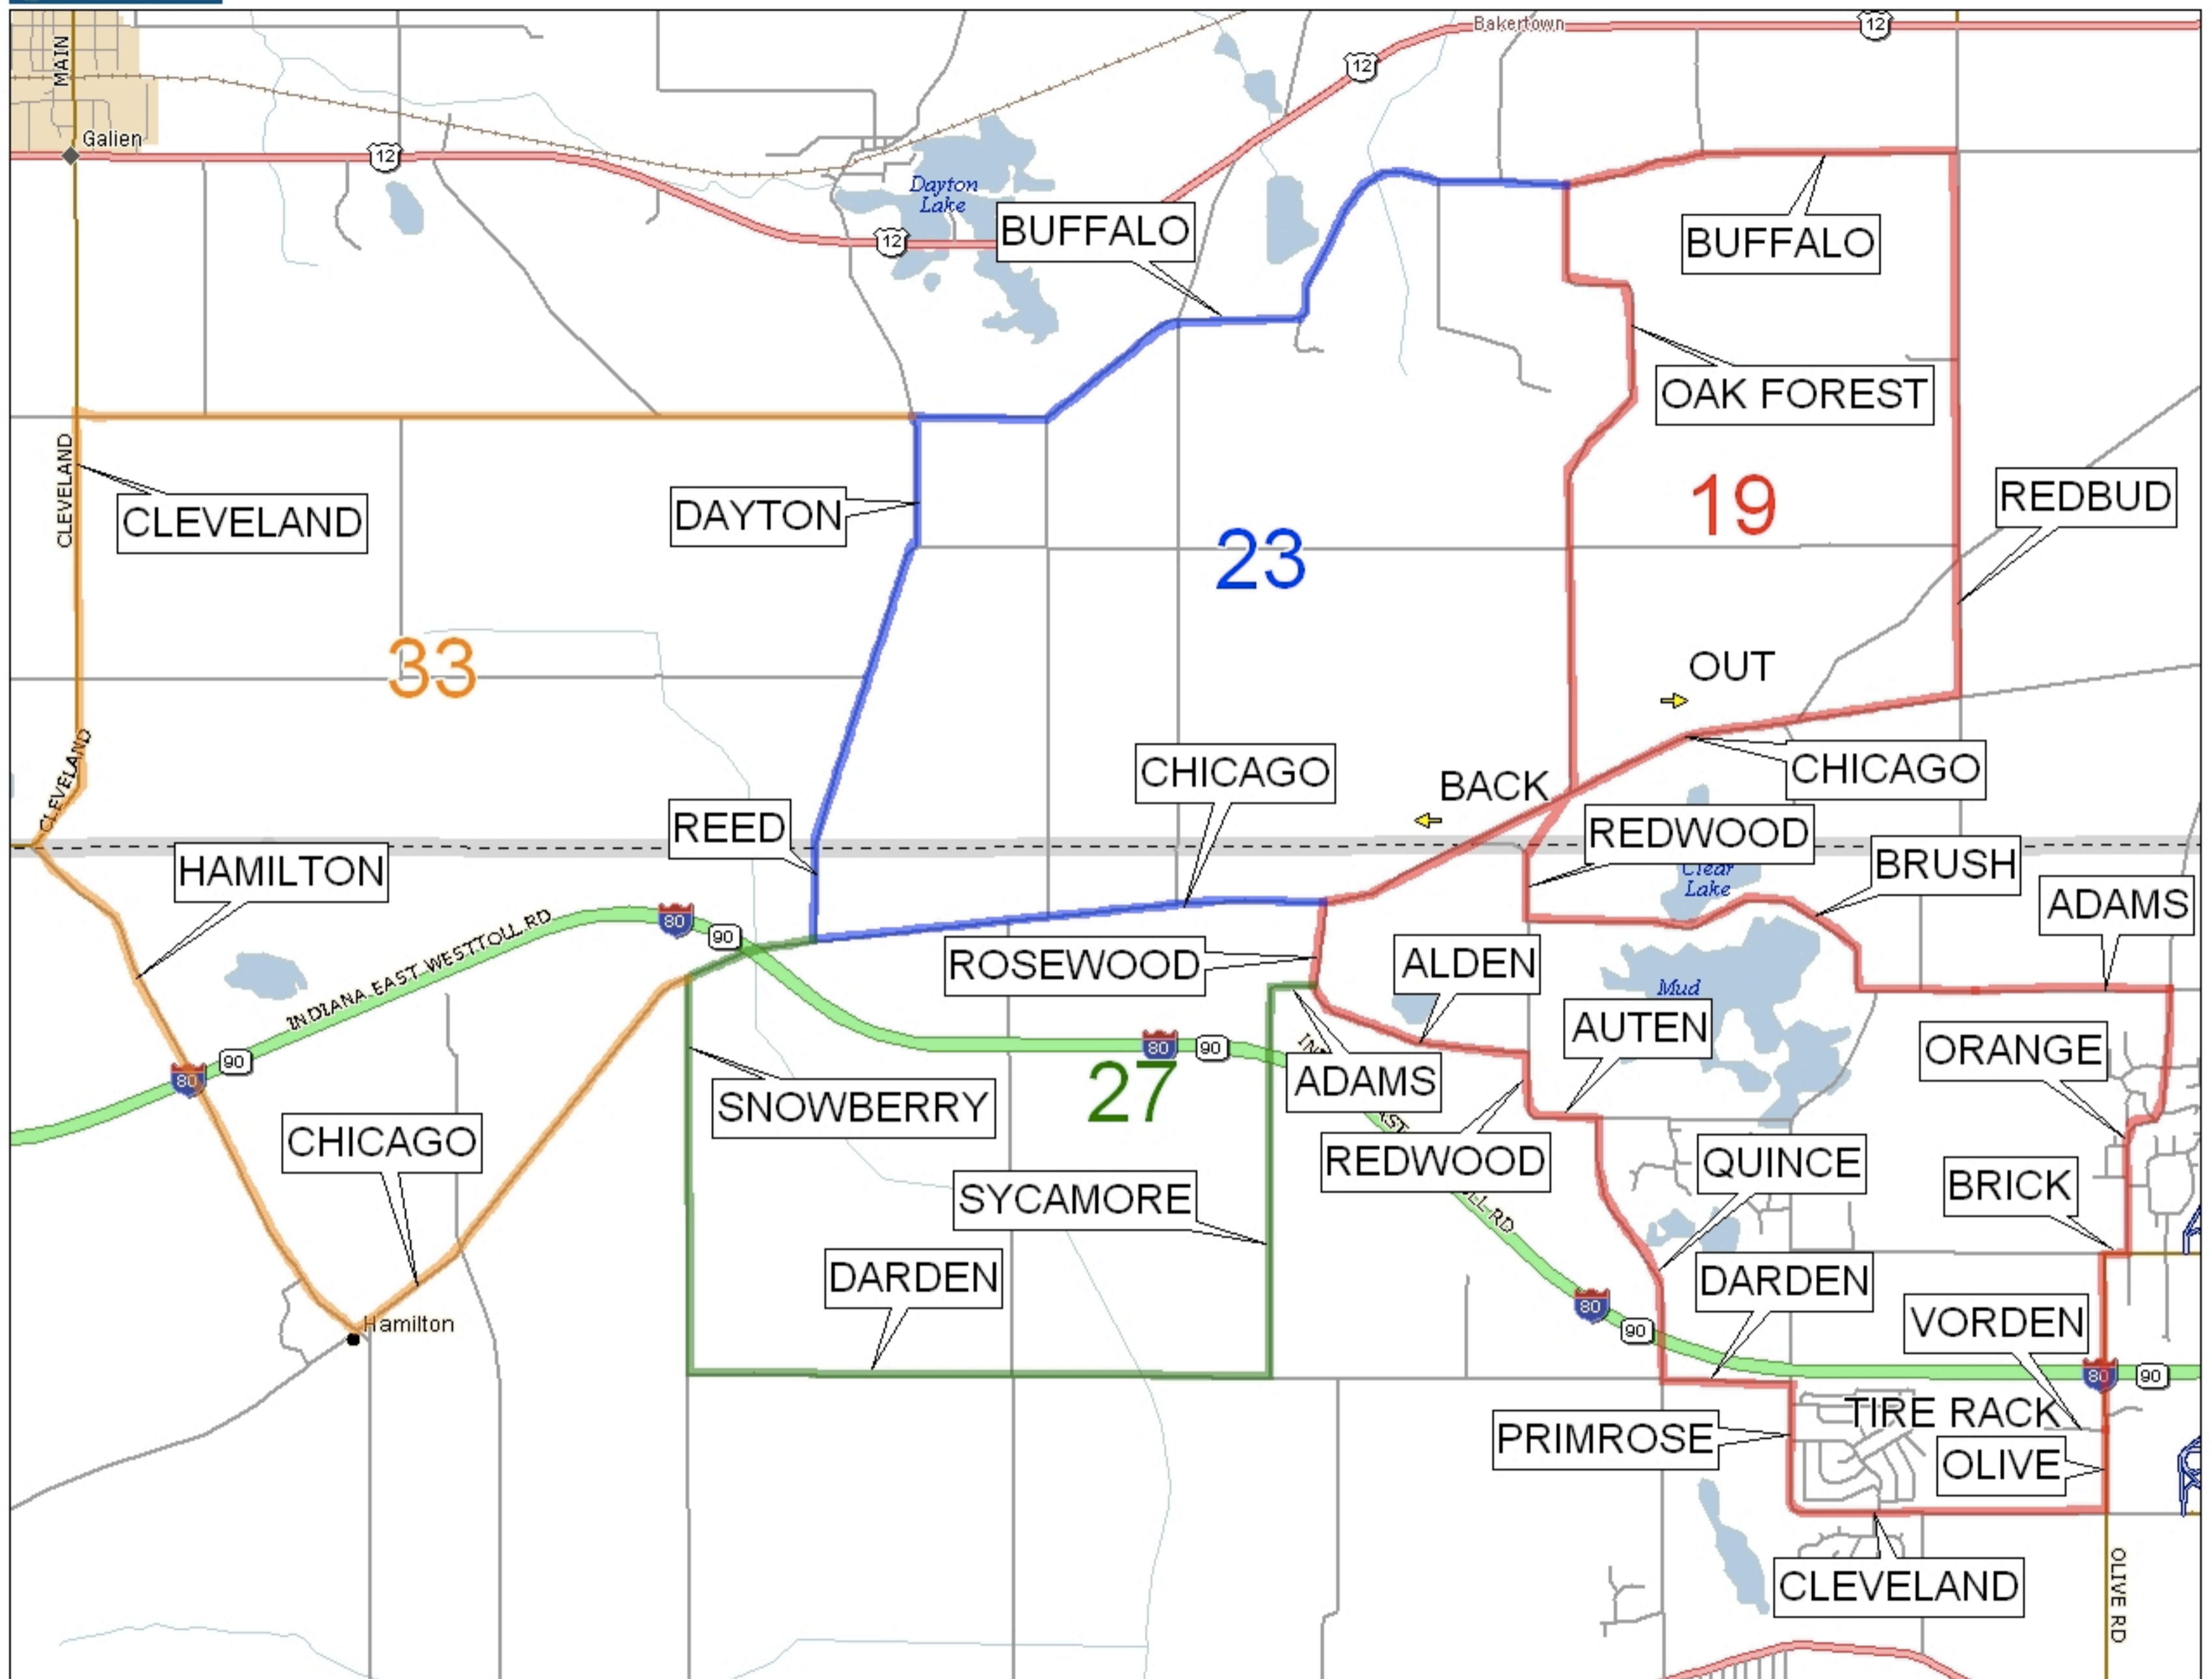 Bakertown
12
12
MAIN
Galien
12
Dayton
Lake
12
BUFFALO
BUFFALO
OAK FOREST
CLEVELAND
CLEVELAND
DAYTON
REDBUD
19
23
33
OUT
CLEVELAND
CHICAGO
CHICAGO
BACK
REED
REDWOOD
HAMILTON
Clear
Lake
BRUSH
ADAMS
80
90
INDIANA EAST WEST TOLL RD
ROSEWOOD
ALDEN
Mud
AUTEN
ORANGE
80
90
80
90
27
ADAMS
SNOWBERRY
CHICAGO
REDWOOD
QUINCE
BRICK
SYCAMORE
LL RD
DARDEN
DARDEN
80
90
VORDEN
Hamilton
80
90
TIRE RACK
PRIMROSE
OLIVE
CLEVELAND
OLIVE RD